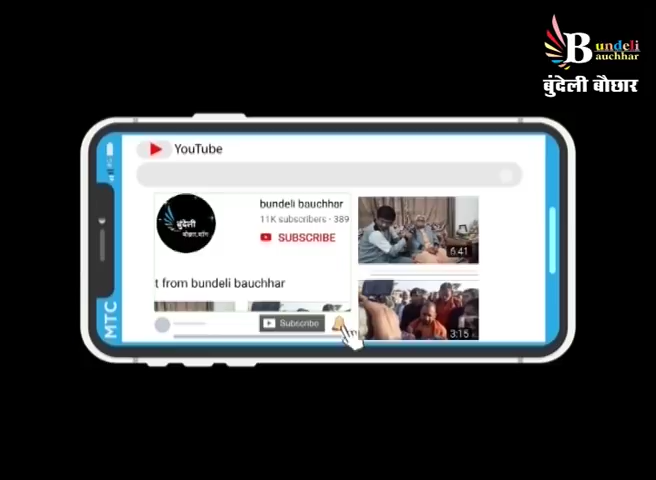 Bundeli
Bauchhar
बुंदेली बौछार
YouTube
bundeli bauchhar
11K subscribers · 389
SUBSCRIBE
बुंदेली
t from bundeli bauchhar
6:41
3:15
Subscribe
MTC